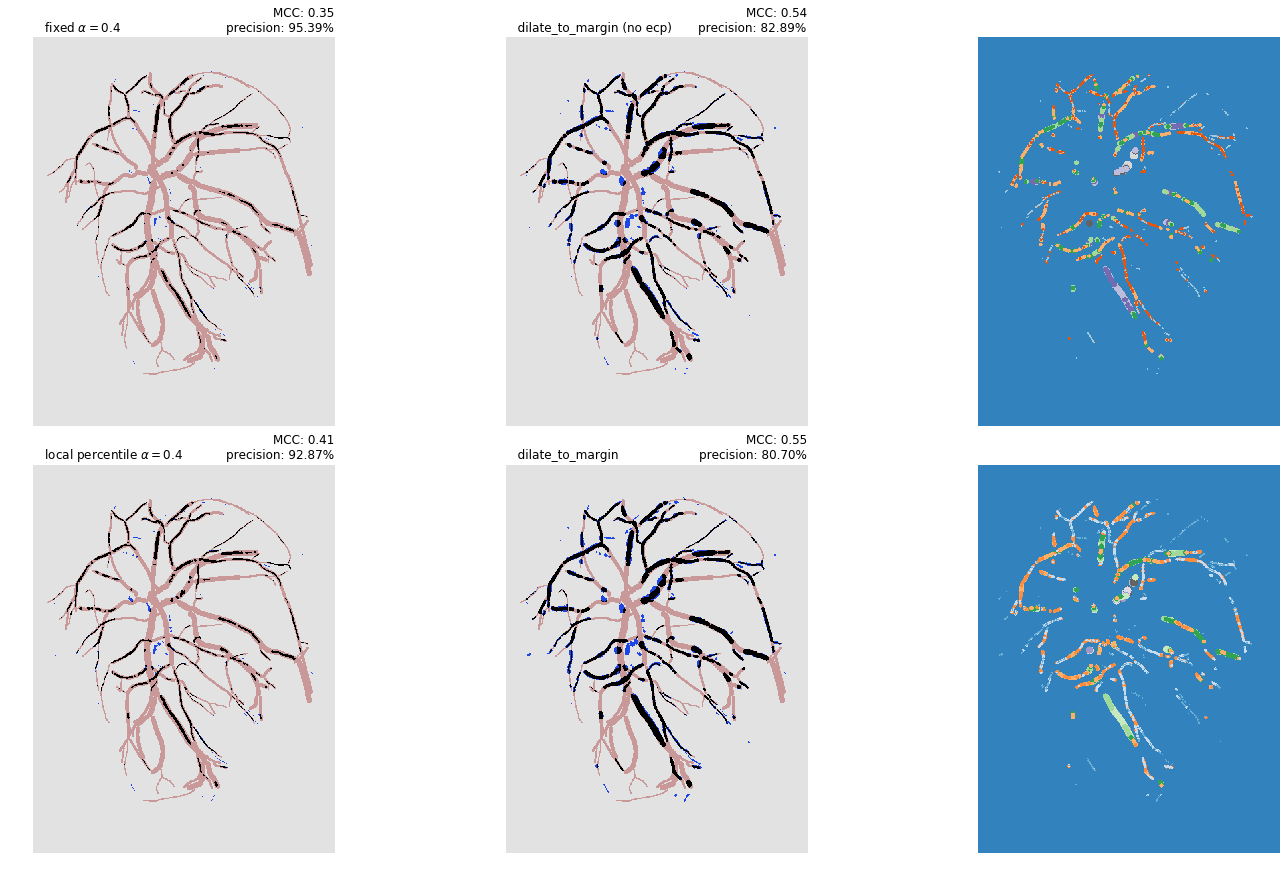 MCC: 0.35
fixed α = 0.4 precision: 95.39%
MCC: 0.54
dilate_to_margin (no ecp) precision: 82.89%
MCC: 0.41
local percentile α = 0.4 precision: 92.87%
MCC: 0.55
dilate_to_margin precision: 80.70%